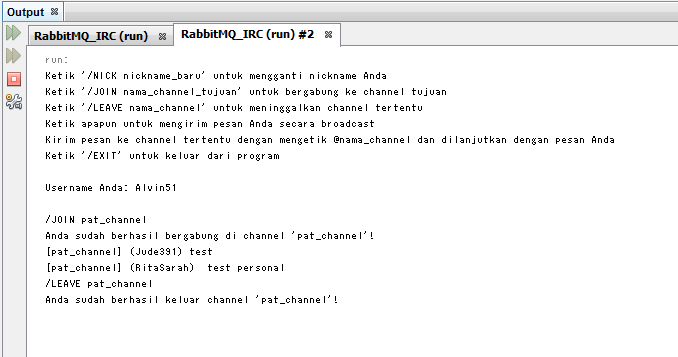 Output
RabbitMQ_IRC (run)
RabbitMQ_IRC (run) #2
run:
Ketik '/NICK nickname_baru' untuk mengganti nickname Anda
Ketik '/JOIN nama_channel_tujuan' untuk bergabung ke channel tujuan
Ketik '/LEAVE nama_channel' untuk meninggalkan channel tertentu
Ketik apapun untuk mengirim pesan Anda secara broadcast
Kirim pesan ke channel tertentu dengan mengetik @nama_channel dan dilanjutkan dengan pesan Anda
Ketik '/EXIT' untuk keluar dari program
Username Anda: Alvin51
/JOIN pat_channel
Anda sudah berhasil bergabung di channel 'pat_channel'!
[pat_channel] (Jude391) test
[pat_channel] (RitaSarah)  test personal
/LEAVE pat_channel
Anda sudah berhasil keluar channel 'pat_channel'!